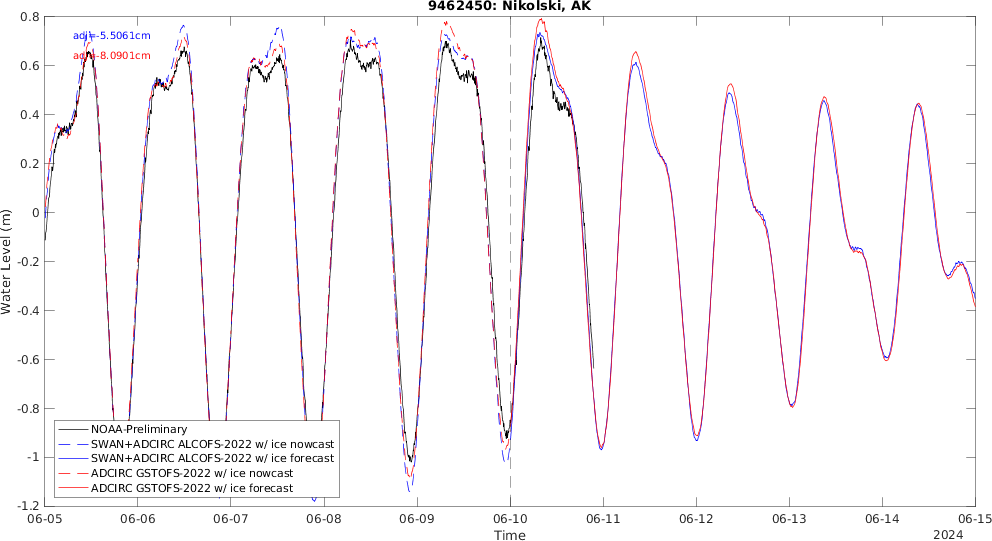 9462450: Nikolski, AK
adj=-5.5061cm
adj=-8.0901cm
Water Level (m)
0.8
0.6
0.4
0.2
0
-0.2
-0.4
-0.6
-0.8
-1
-1.2
NOAA-Preliminary
SWAN+ADCIRC ALCOFS-2022 w/ ice nowcast
SWAN+ADCIRC ALCOFS-2022 w/ ice forecast
ADCIRC GSTOFS-2022 w/ ice nowcast
ADCIRC GSTOFS-2022 w/ ice forecast
06-05 06-06 06-07 06-08 06-09 06-10 06-11 06-12 06-13 06-14 06-15
Time
2024